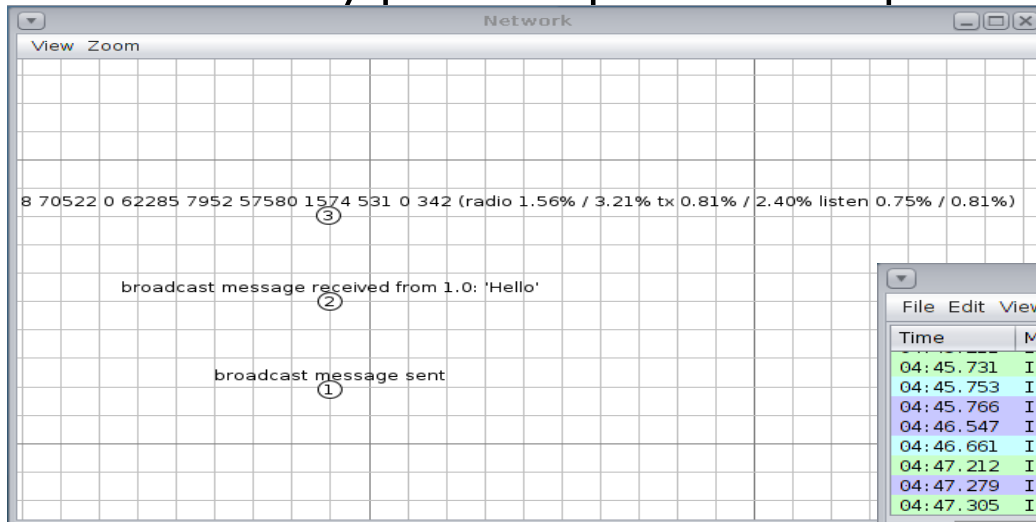 Network
View Zoom
8 70522 0 62285 7952 57580 1574 531 0 342 (radio 1.56% / 3.21% tx 0.81% / 2.40% listen 0.75% / 0.81%)
3
broadcast message received from 1.0: 'Hello'
2
broadcast message sent
1
File Edit View
Time M
04:45.731 I
04:45.753 I
04:45.766 I
04:46.547 I
04:46.661 I
04:47.212 I
04:47.279 I
04:47.305 I